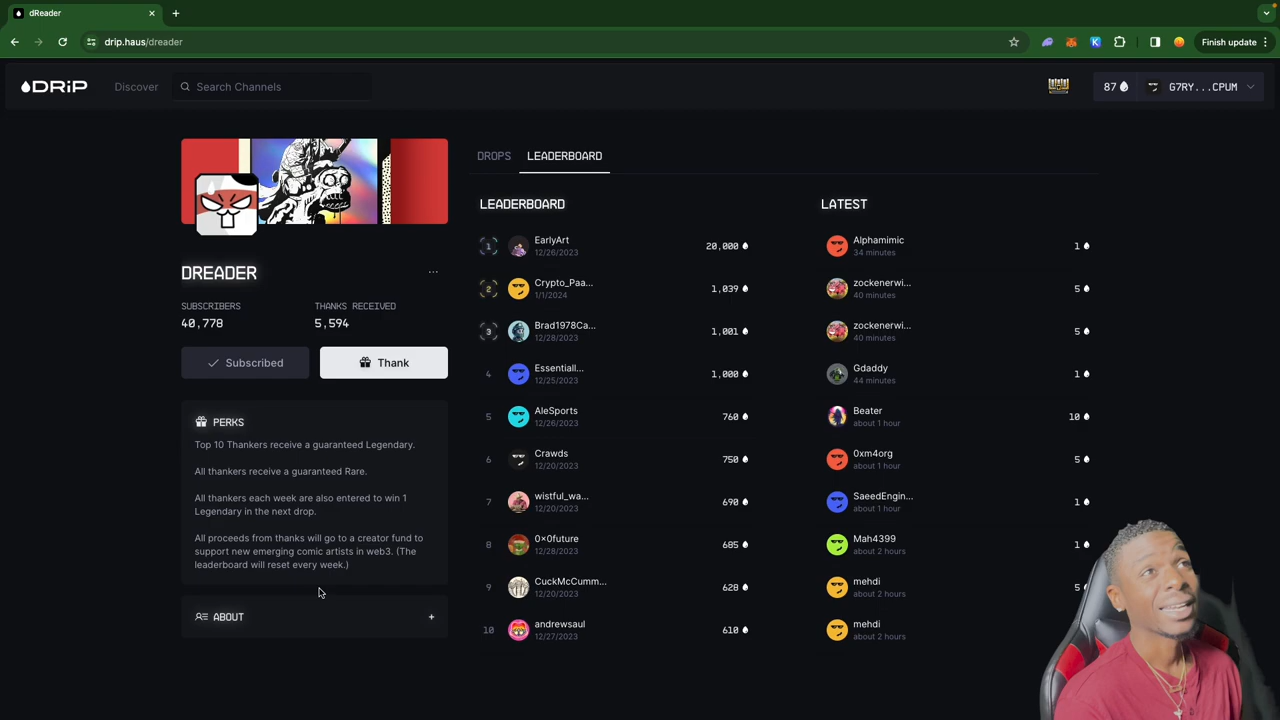 dReader
drip.haus/dreader
Finish update
DRiP
Discover
Search Channels
87
G7RY...CPUM
DROPS
LEADERBOARD
DREADER
...
SUBSCRIBERS
THANKS RECEIVED
40,778
5,594
Subscribed
Thank
PERKS
Top 10 Thankers receive a guaranteed Legendary.
All thankers receive a guaranteed Rare.
All thankers each week are also entered to win 1
Legendary in the next drop.
All proceeds from thanks will go to a creator fund to
support new emerging comic artists in web3. (The
leaderboard will reset every week.)
ABOUT
+
LEADERBOARD
1 EarlyArt 20,000
12/26/2023
2 Crypto_Paa... 1,039
1/1/2024
3 Brad1978Ca... 1,001
12/28/2023
4 Essentiall... 1,000
12/25/2023
5 AleSports 760
12/26/2023
6 Crawds 750
12/20/2023
7 wistful_wa... 690
12/20/2023
8 0x0future 685
12/28/2023
9 CuckMcCumm... 628
12/20/2023
10 andrewsaul 610
12/27/2023
LATEST
Alphamimic 1
34 minutes
zockenerwi... 5
40 minutes
zockenerwi... 5
40 minutes
Gdaddy 1
44 minutes
Beater 10
about 1 hour
0xm4org 5
about 1 hour
SaeedEngin... 1
about 1 hour
Mah4399 1
about 2 hours
mehdi 5
about 2 hours
mehdi
about 2 hours